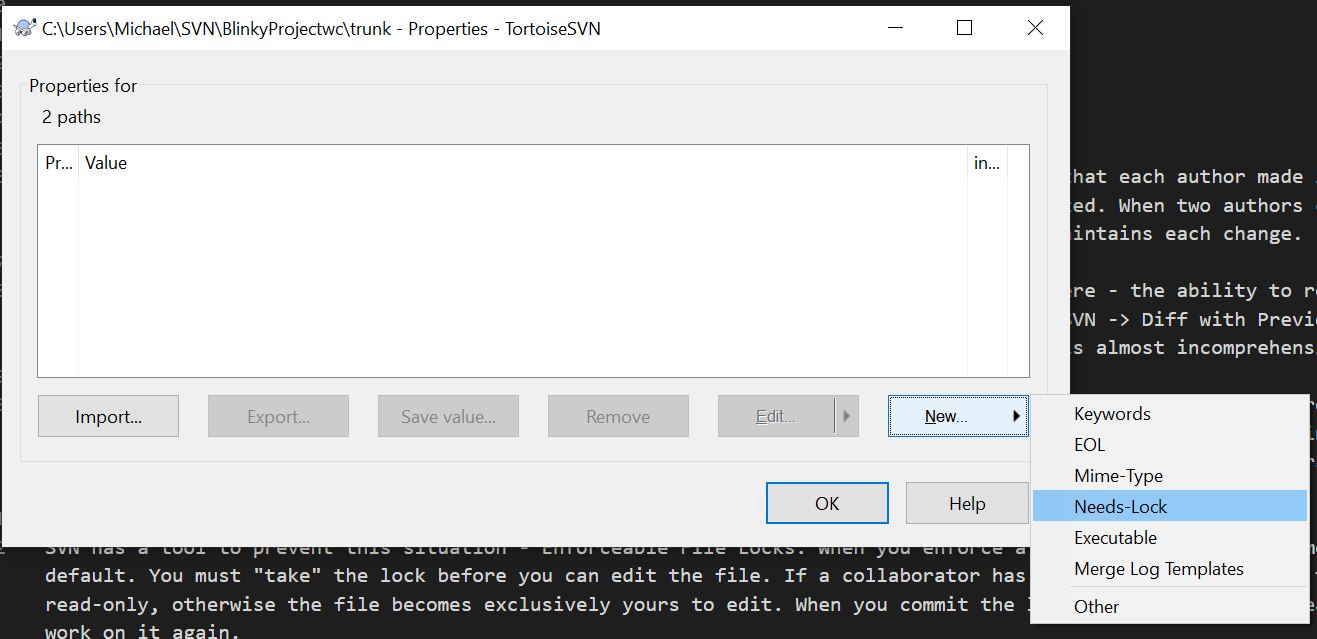 C:\Users\Michael\SVN\BlinkyProjectwc\trunk - Properties - TortoiseSVN
Properties for
2 paths
Pr... Value in...
Import... Export... Save value... Remove Edit... New...
OK Help
Keywords
EOL
Mime-Type
Needs-Lock
Executable
Merge Log Templates
Other
that each author made
ted. When two authors
intains each change.
ere - the ability to
SVN -> Diff with
s almost
SVN has a tool to prevent this situation - Enforceable File Locks. When you enforce a
default. You must "take" the lock before you can edit the file. If a collaborator has
read-only, otherwise the file becomes exclusively yours to edit. When you commit the
work on it again.